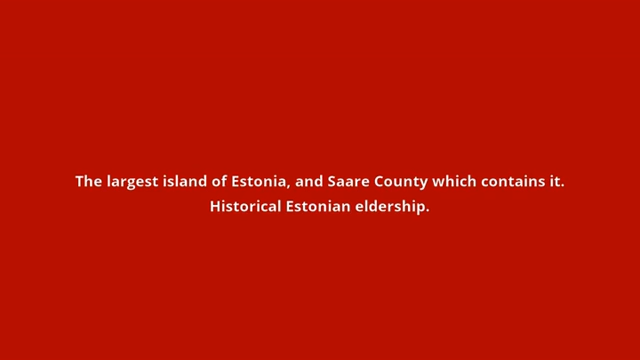 The largest island of Estonia, and Saare County which contains it.
Historical Estonian eldership.